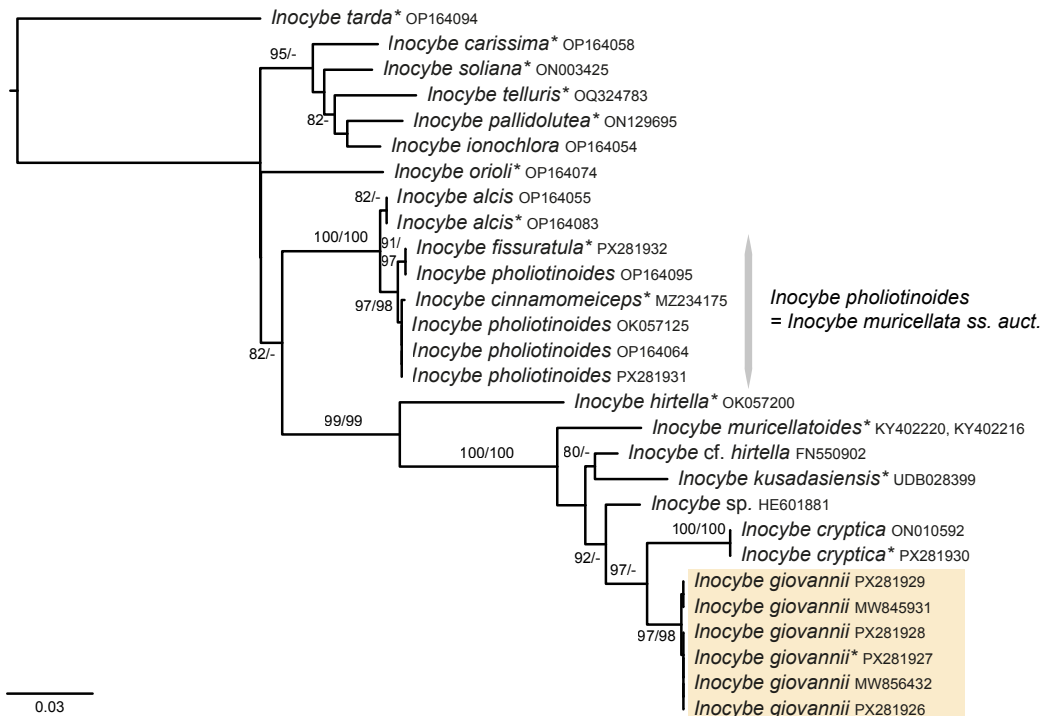 Inocybe tarda* OP164094
95/-
Inocybe carissima* OP164058
Inocybe soliana* ON003425
Inocybe telluris* OQ324783
82-
Inocybe pallidolutea* ON129695
Inocybe ionochlora OP164054
Inocybe orioli* OP164074
82/-
Inocybe alcis OP164055
Inocybe alcis* OP164083
100/100
91/
97
Inocybe fissuratula* PX281932
Inocybe pholiotinoides OP164095
97/98
Inocybe cinnamomeiceps* MZ234175
Inocybe pholiotinoides OK057125
Inocybe pholiotinoides OP164064
Inocybe pholiotinoides PX281931
Inocybe pholiotinoides
= Inocybe muricellata ss. auct.
82/-
99/99
Inocybe hirtella* OK057200
100/100
Inocybe muricellatoides* KY402220, KY402216
80/-
Inocybe cf. hirtella FN550902
Inocybe kusadasiensis* UDB028399
Inocybe sp. HE601881
92/-
97/-
100/100
Inocybe cryptica ON010592
Inocybe cryptica* PX281930
Inocybe giovannii PX281929
Inocybe giovannii MW845931
97/98
Inocybe giovannii PX281928
Inocybe giovannii* PX281927
Inocybe giovannii MW856432
Inocybe giovannii PX281926
0.03